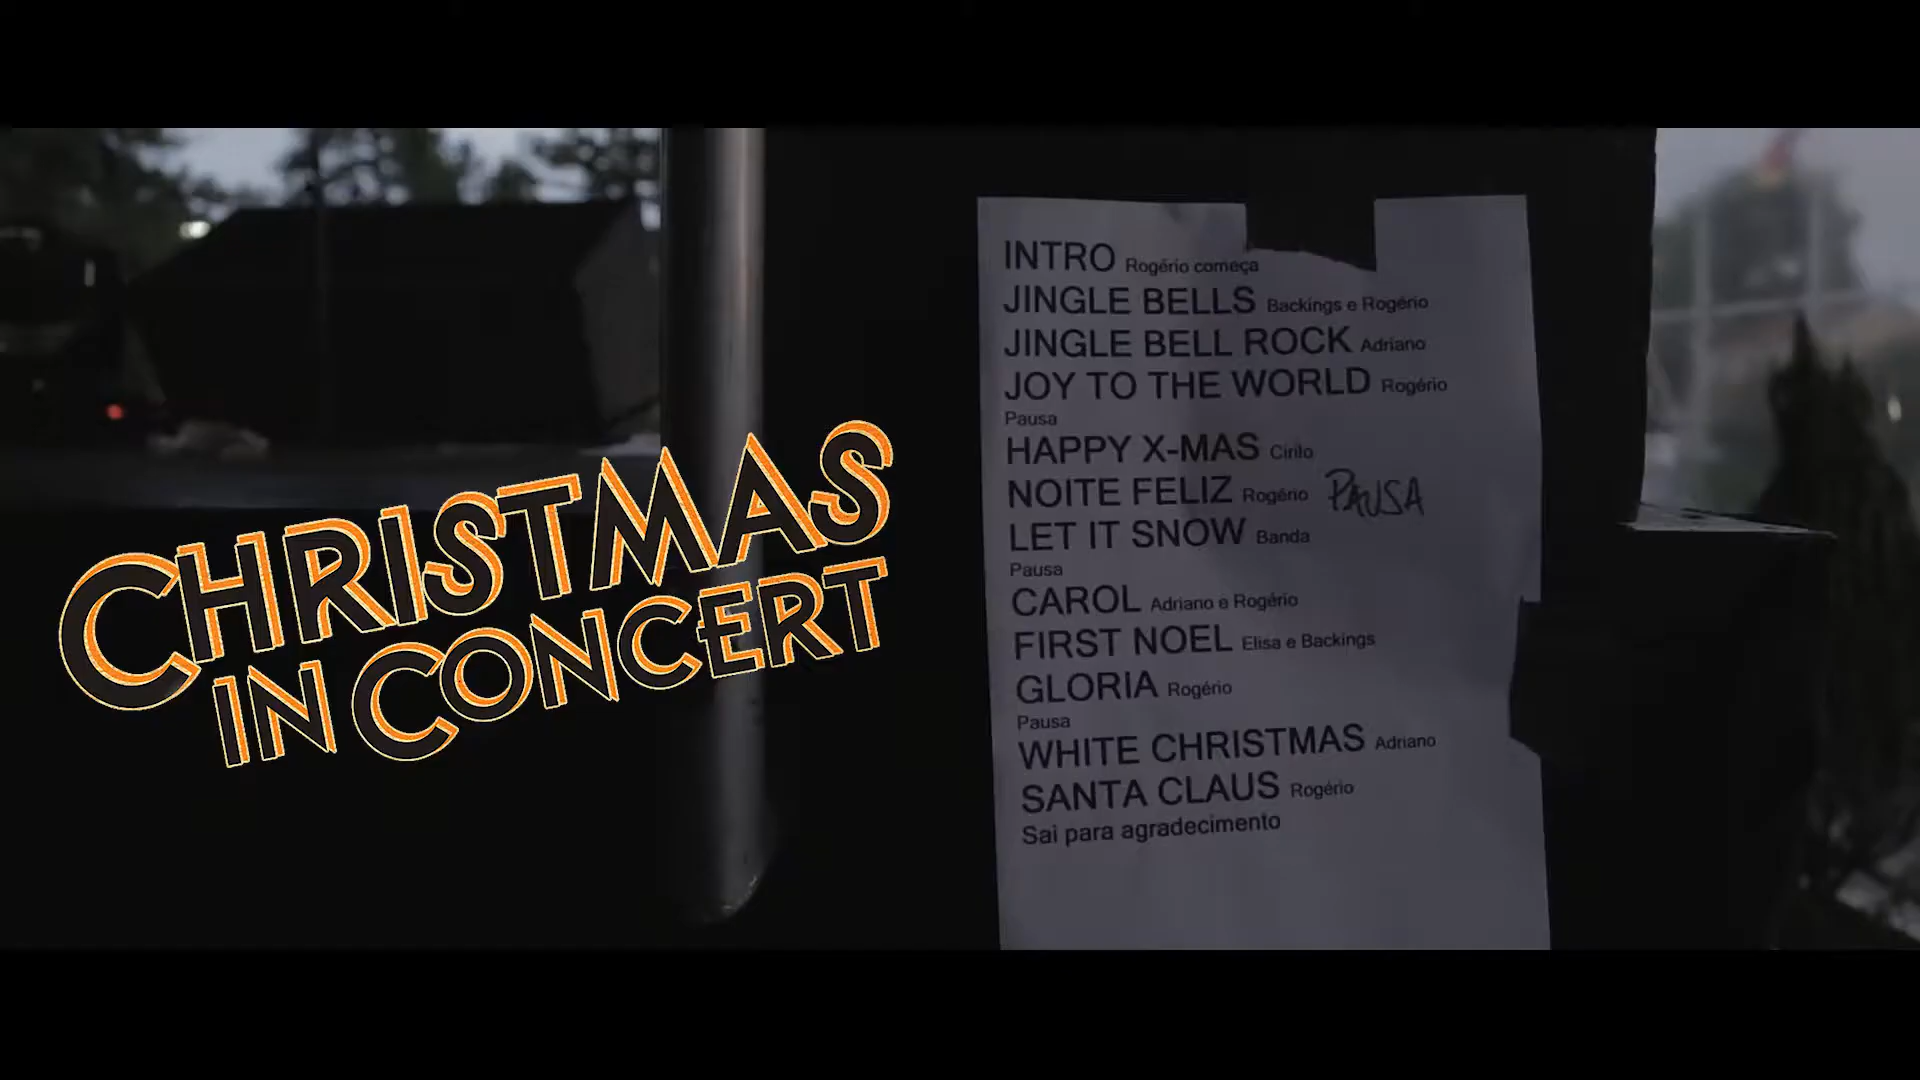 CHRISTMAS
IN CONCERT
INTRO Rogério começa
JINGLE BELLS Backings e Rogério
JINGLE BELL ROCK Adriano
JOY TO THE WORLD Rogério
Pausa
HAPPY X-MAS Cirilo
NOITE FELIZ Rogério PAUSA
LET IT SNOW Banda
Pausa
CAROL Adriano e Rogério
FIRST NOEL Elisa e Backings
GLORIA Rogério
Pausa
WHITE CHRISTMAS Adriano
SANTA CLAUS Rogério
Sai para agradecimento